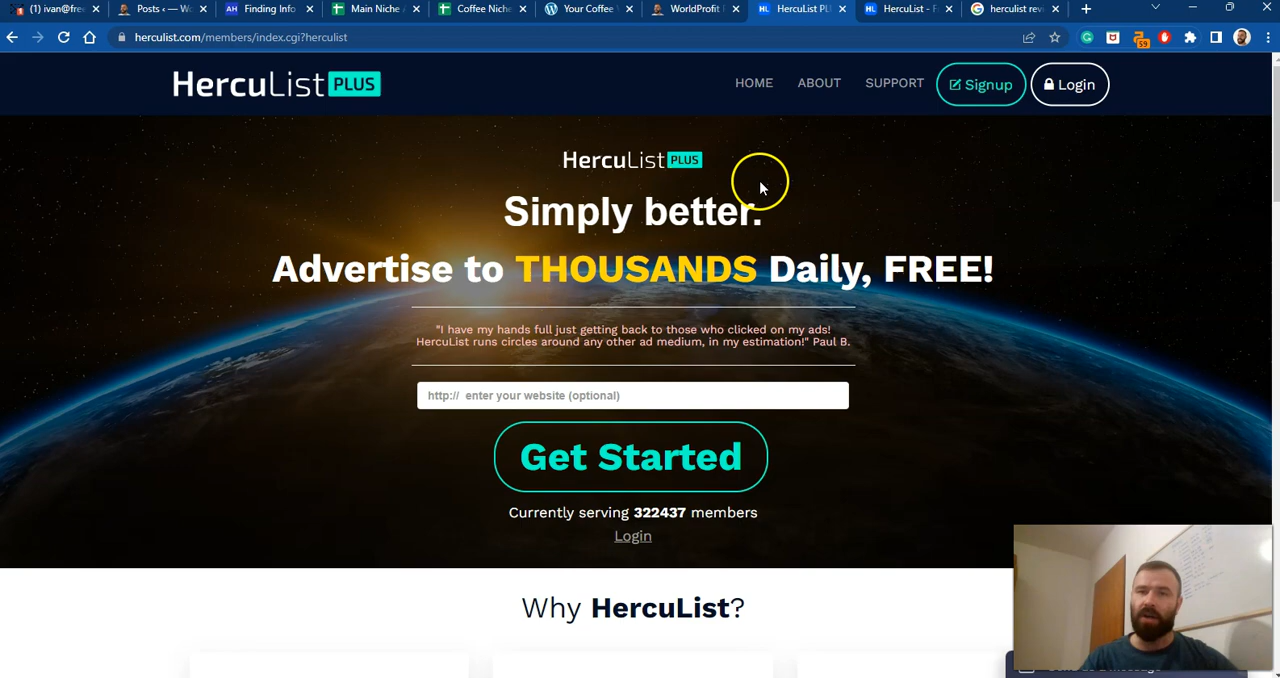 (1) ivan@fre
Posts ‹ — Wo
Finding Info
Main Niche
Coffee Niche
Your Coffee
WorldProfit
HercuList PL
HercuList - F
herculist rev
herculist.com/members/index.cgi?herculist
59
HercuList PLUS
HOME
ABOUT
SUPPORT
Signup
Login
HercuList PLUS
Simply better.
Advertise to THOUSANDS Daily, FREE!
"I have my hands full just getting back to those who clicked on my ads!
HercuList runs circles around any other ad medium, in my estimation!" Paul B.
http:// enter your website (optional)
Get Started
Currently serving 322437 members
Login
Why HercuList?